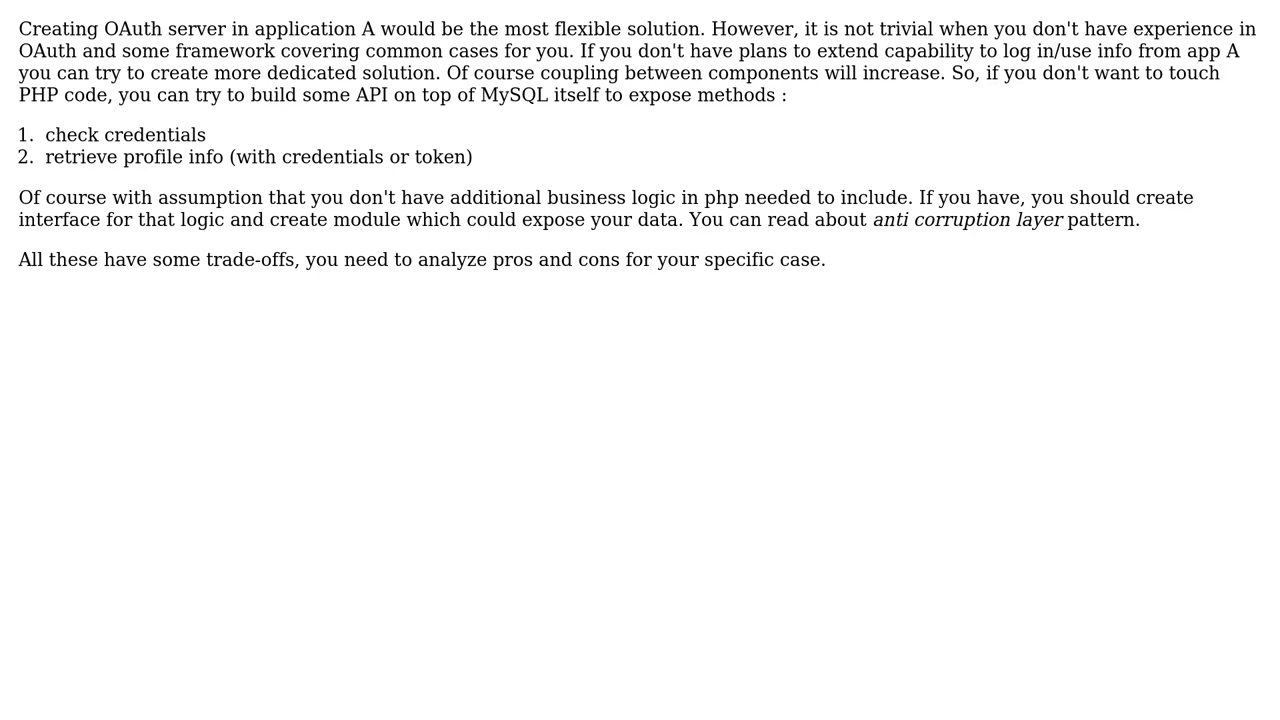 Creating OAuth server in application A would be the most flexible solution. However, it is not trivial when you don't have experience in
OAuth and some framework covering common cases for you. If you don't have plans to extend capability to log in/use info from app A
you can try to create more dedicated solution. Of course coupling between components will increase. So, if you don't want to touch
PHP code, you can try to build some API on top of MySQL itself to expose methods :
1. check credentials
2. retrieve profile info (with credentials or token)
Of course with assumption that you don't have additional business logic in php needed to include. If you have, you should create
interface for that logic and create module which could expose your data. You can read about anti corruption layer pattern.
All these have some trade-offs, you need to analyze pros and cons for your specific case.